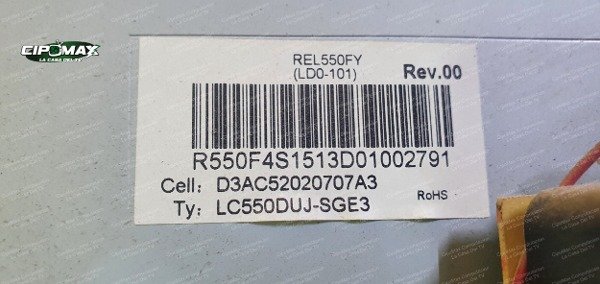 CIPOMAX
LA CASA DEL TV
REL550FY
(LD0-101)
Rev.00
R550F4S1513D01002791
Cell: D3AC52020707A3
Ty: LC550DUJ-SGE3
RoHS